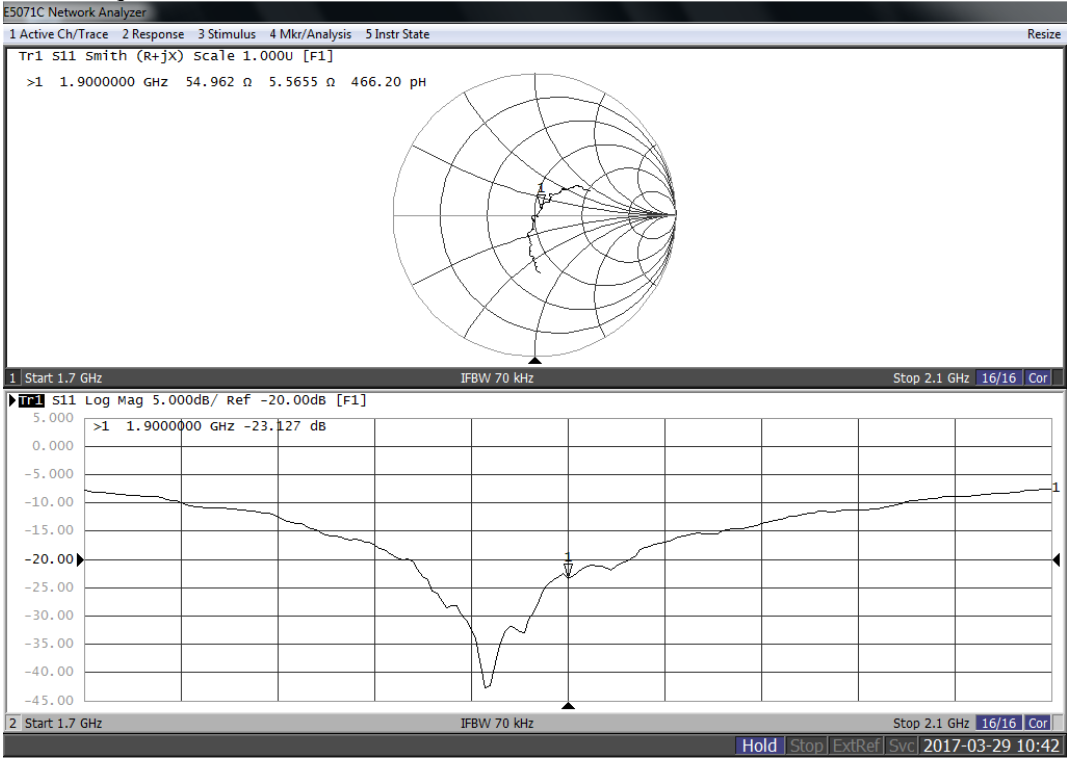 E5071C Network Analyzer
1 Active Ch/Trace 2 Response 3 Stimulus 4 Mkr/Analysis 5 Instr State Resize
Tr1 S11 Smith (R+jX) Scale 1.000U [F1]
>1 1.9000000 GHz 54.962 Ω 5.5655 Ω 466.20 pH
1
1 Start 1.7 GHz IFBW 70 kHz Stop 2.1 GHz 16/16 Cor
Tr1 S11 Log Mag 5.000dB/ Ref -20.00dB [F1]
5.000
>1 1.9000000 GHz -23.127 dB
0.000
-5.000
1
-10.00
-15.00
-20.00
1
-25.00
-30.00
-35.00
-40.00
-45.00
2 Start 1.7 GHz IFBW 70 kHz Stop 2.1 GHz 16/16 Cor
Hold Stop ExtRef Svc 2017-03-29 10:42